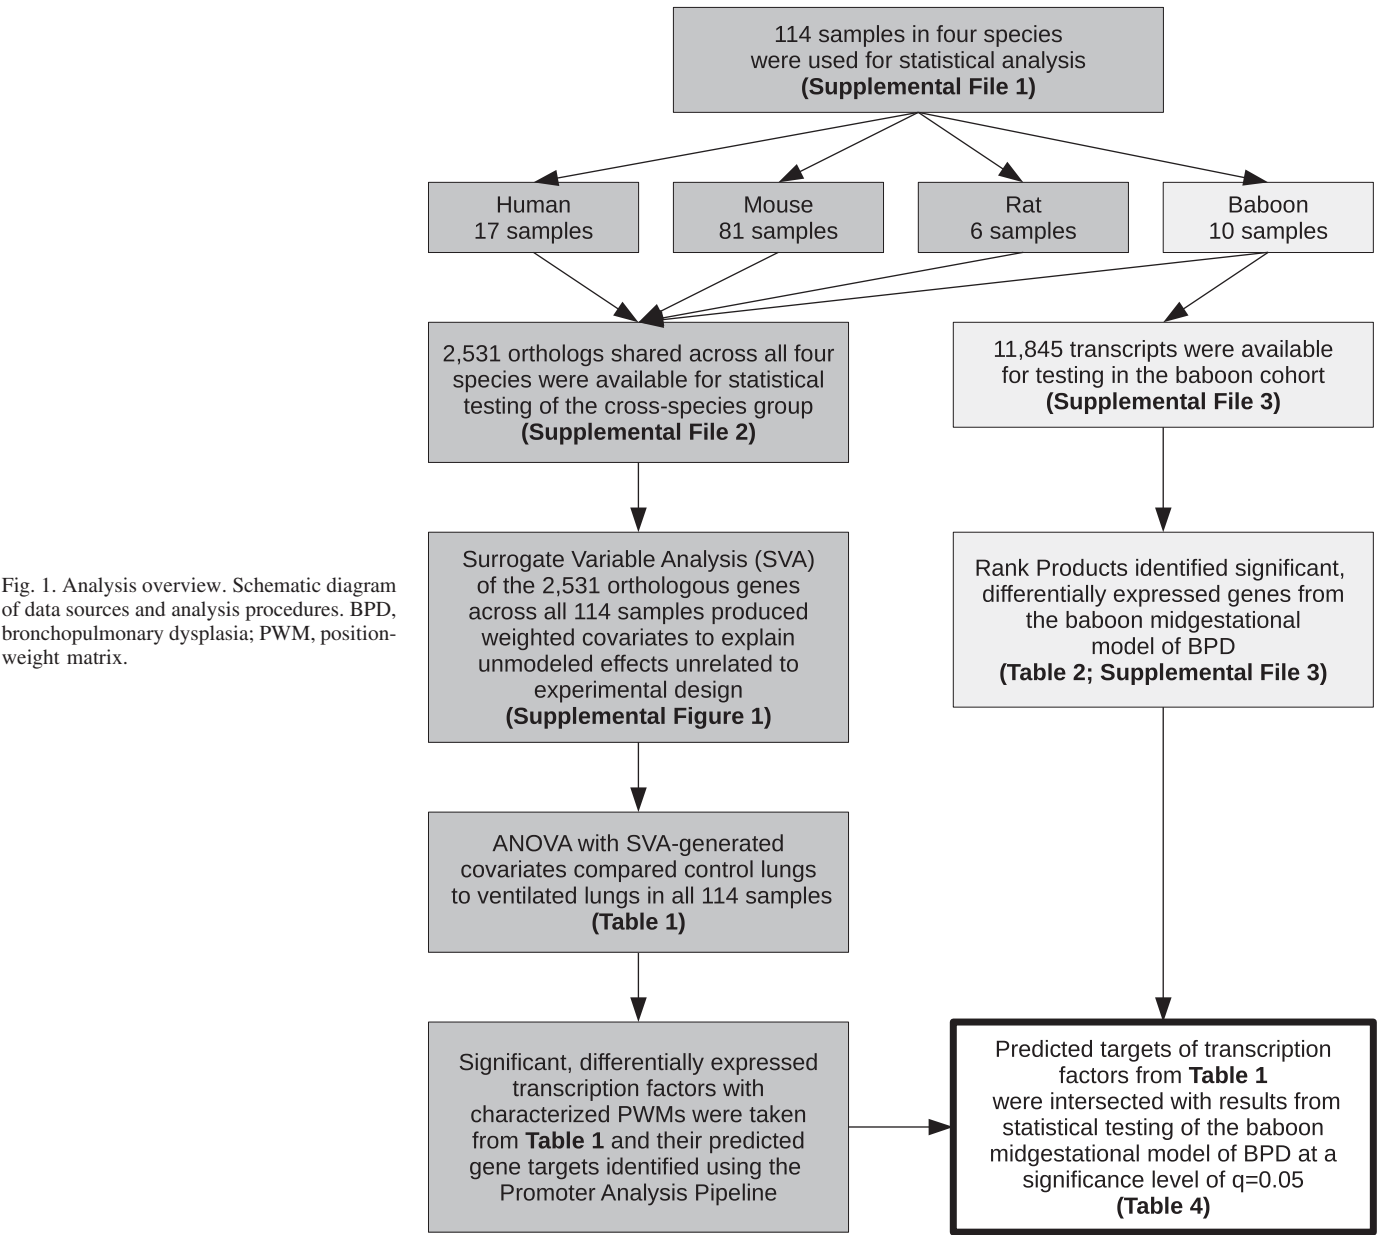 114 samples in four species
were used for statistical analysis
(Supplemental File 1)
Human
17 samples
Mouse
81 samples
Rat
6 samples
Baboon
10 samples
2,531 orthologs shared across all four
species were available for statistical
testing of the cross-species group
(Supplemental File 2)
11,845 transcripts were available
for testing in the baboon cohort
(Supplemental File 3)
Surrogate Variable Analysis (SVA)
of the 2,531 orthologous genes
across all 114 samples produced
weighted covariates to explain
unmodeled effects unrelated to
experimental design
(Supplemental Figure 1)
Rank Products identified significant,
differentially expressed genes from
the baboon midgestational
model of BPD
(Table 2; Supplemental File 3)
Fig. 1. Analysis overview. Schematic diagram
of data sources and analysis procedures. BPD,
bronchopulmonary dysplasia; PWM, position-
weight matrix.
ANOVA with SVA-generated
covariates compared control lungs
to ventilated lungs in all 114 samples
(Table 1)
Significant, differentially expressed
transcription factors with
characterized PWMs were taken
from Table 1 and their predicted
gene targets identified using the
Promoter Analysis Pipeline
Predicted targets of transcription
factors from Table 1
were intersected with results from
statistical testing of the baboon
midgestational model of BPD at a
significance level of q=0.05
(Table 4)